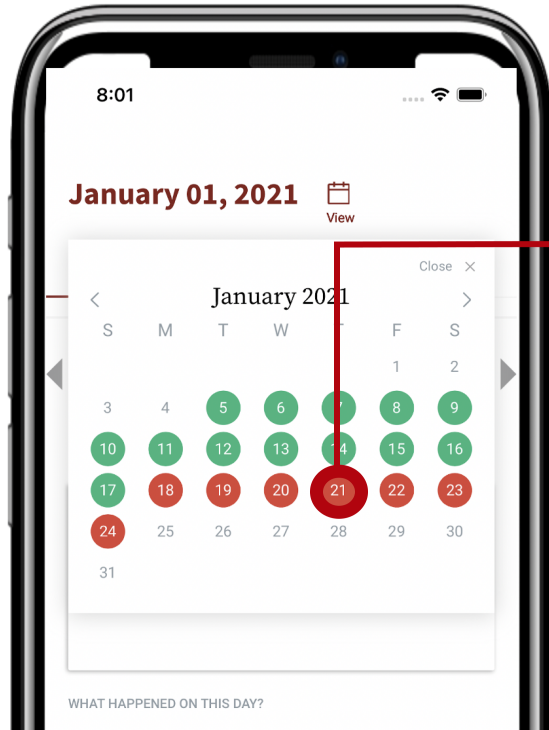 8:01
January 01, 2021
View
Close
January 2021
S M T W T F S
1 2
3 4 5 6 7 8 9
10 11 12 13 14 15 16
17 18 19 20 21 22 23
24 25 26 27 28 29 30
31
WHAT HAPPENED ON THIS DAY?